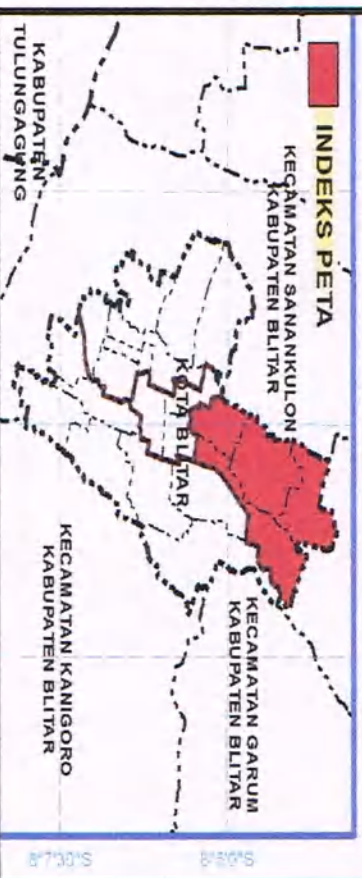 INDEKS PETA
KECAMATAN SANANKULON
KABUPATEN BLITAR
KABUPATEN
TULUNGAGUNG
KOTA BLITAR
KECAMATAN GARUM
KABUPATEN BLITAR
KECAMATAN KANIGORO
KABUPATEN BLITAR
8°7'30"S